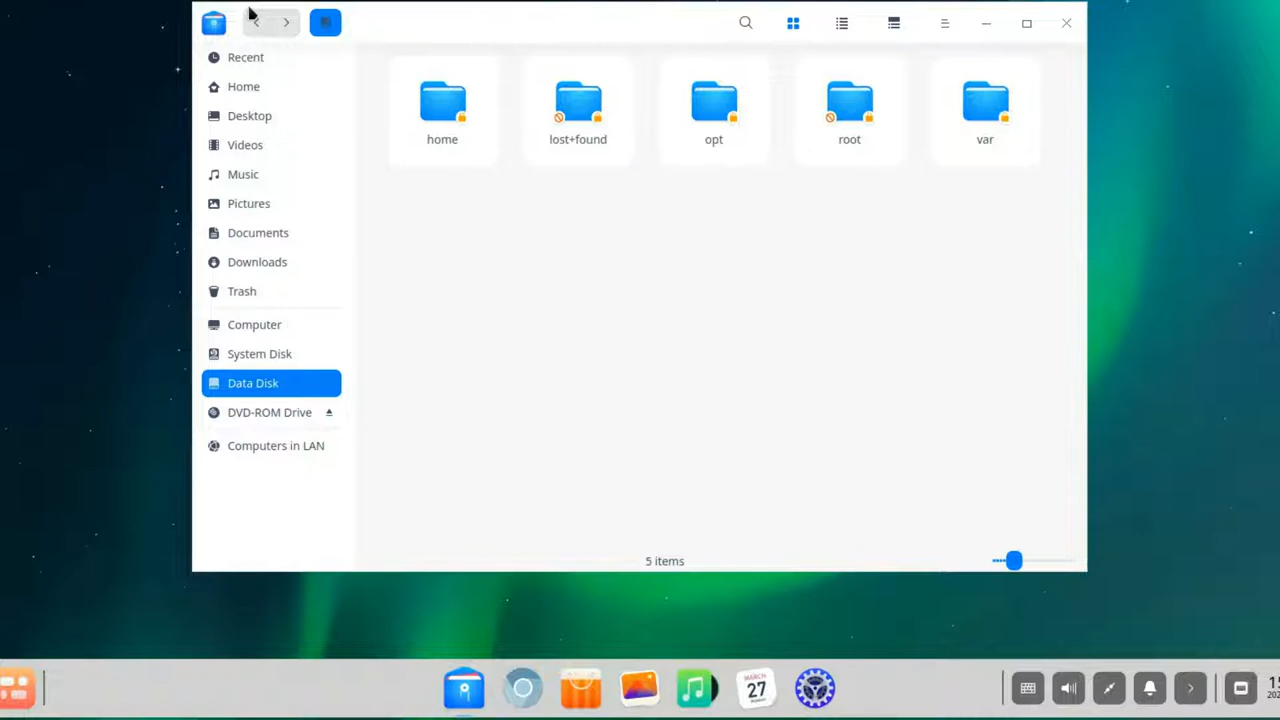 Recent
Home
Desktop
Videos
Music
Pictures
Documents
Downloads
Trash
Computer
System Disk
Data Disk
DVD-ROM Drive
Computers in LAN
home
lost+found
opt
root
var
5 items
MARCH
27